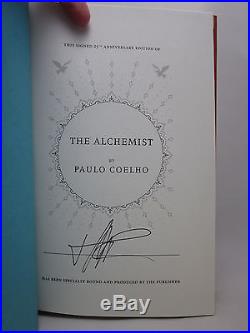 THIS SIGNED 25TH ANNIVERSARY EDITION OF
THE ALCHEMIST
BY
PAULO COELHO
HAS BEEN SPECIALLY BOUND AND PRODUCED BY THE PUBLISHER